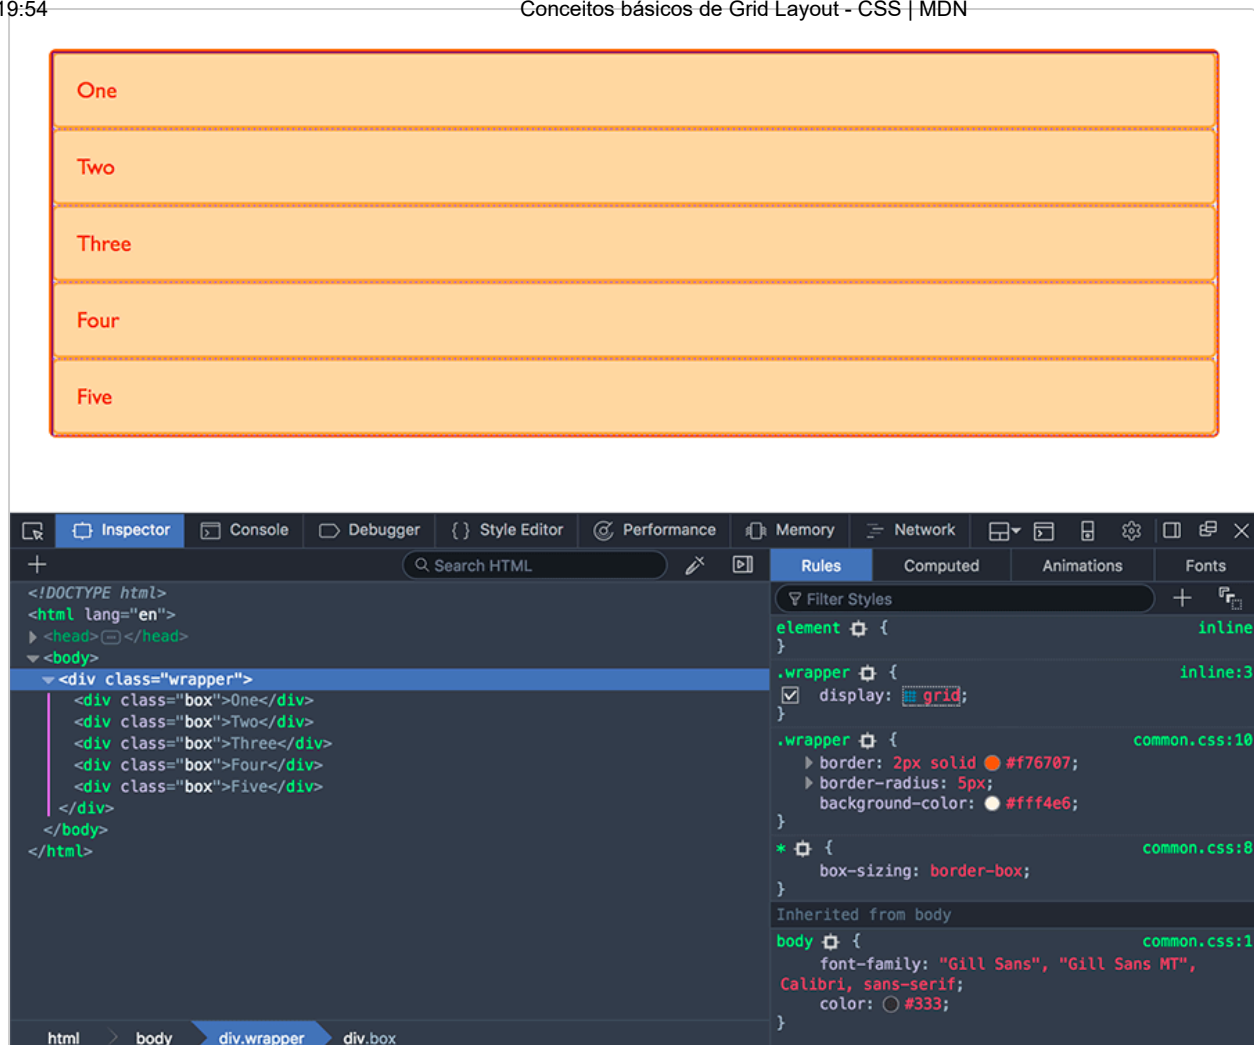 19:54 Conceitos básicos de Grid Layout - CSS | MDN
One
Two
Three
Four
Five
Inspector Console Debugger { } Style Editor Performance Memory Network
+ Search HTML Rules Computed Animations Fonts
Filter Styles +
<!DOCTYPE html>
<html lang="en">
<head></head>
<body>
<div class="wrapper">
<div class="box">One</div>
<div class="box">Two</div>
<div class="box">Three</div>
<div class="box">Four</div>
<div class="box">Five</div>
</div>
</body>
</html>
element { inline
}
.wrapper { inline:3
display: grid;
}
.wrapper { common.css:10
border: 2px solid #f76707;
border-radius: 5px;
background-color: #fff4e6;
}
* { common.css:8
box-sizing: border-box;
}
Inherited from body
body { common.css:1
font-family: "Gill Sans", "Gill Sans MT",
Calibri, sans-serif;
color: #333;
}
html body div.wrapper div.box